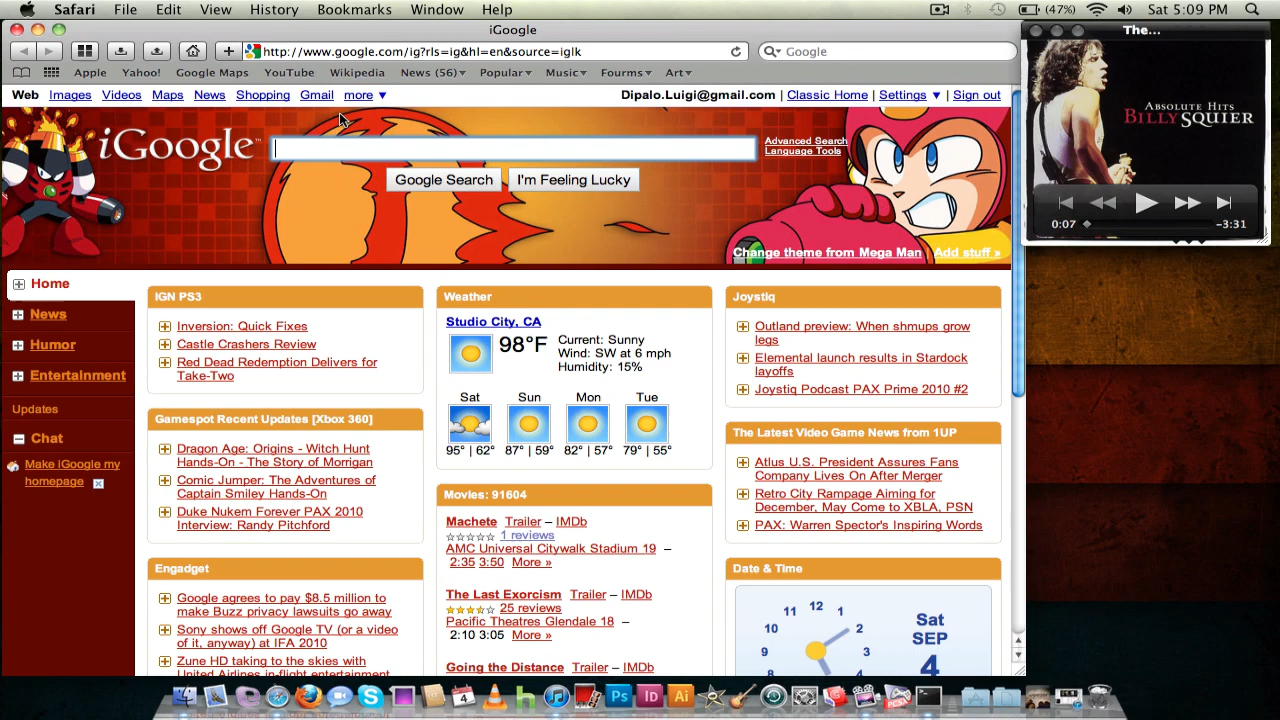 Safari File Edit View History Bookmarks Window Help (47%) Sat 5:09 PM
iGoogle
The...
http://www.google.com/ig?rls=ig&hl=en&source=iglk
Google
Apple Yahoo! Google Maps YouTube Wikipedia News (56) Popular Music Fourms Art
Web Images Videos Maps News Shopping Gmail more
Dipalo.Luigi@gmail.com | Classic Home | Settings | Sign out
ABSOLUTE HITS
BILLY SQUIER
0:07 -3:31
iGoogle™
Advanced Search
Language Tools
Google Search I'm Feeling Lucky
Change theme from Mega Man | Add stuff »
Home
News
Humor
Entertainment
Updates
Chat
Make iGoogle my
homepage
IGN PS3
Inversion: Quick Fixes
Castle Crashers Review
Red Dead Redemption Delivers for
Take-Two
Gamespot Recent Updates [Xbox 360]
Dragon Age: Origins - Witch Hunt
Hands-On - The Story of Morrigan
Comic Jumper: The Adventures of
Captain Smiley Hands-On
Duke Nukem Forever PAX 2010
Interview: Randy Pitchford
Engadget
Google agrees to pay $8.5 million to
make Buzz privacy lawsuits go away
Sony shows off Google TV (or a video
of it, anyway) at IFA 2010
Zune HD taking to the skies with
United Airlines in-flight entertainment
Weather
Studio City, CA
98°F
Current: Sunny
Wind: SW at 6 mph
Humidity: 15%
Sat Sun Mon Tue
95° | 62° 87° | 59° 82° | 57° 79° | 55°
Movies: 91604
Machete Trailer – IMDb
1 reviews
AMC Universal Citywalk Stadium 19 –
2:35 3:50 More »
The Last Exorcism Trailer – IMDb
25 reviews
Pacific Theatres Glendale 18 –
2:10 3:05 More »
Going the Distance Trailer – IMDb
Joystiq
Outland preview: When shmups grow
legs
Elemental launch results in Stardock
layoffs
Joystiq Podcast PAX Prime 2010 #2
The Latest Video Game News from 1UP
Atlus U.S. President Assures Fans
Company Lives On After Merger
Retro City Rampage Aiming for
December, May Come to XBLA, PSN
PAX: Warren Spector's Inspiring Words
Date & Time
11 12 1
10 2
9 3
8 4
Sat
SEP
4
4 h Ps Id Ai